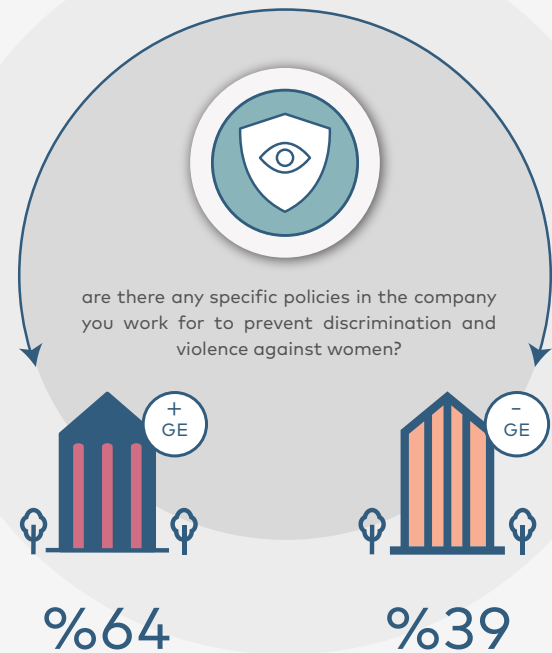 are there any specific policies in the company
you work for to prevent discrimination and
violence against women?
+
GE
-
GE
%64
%39